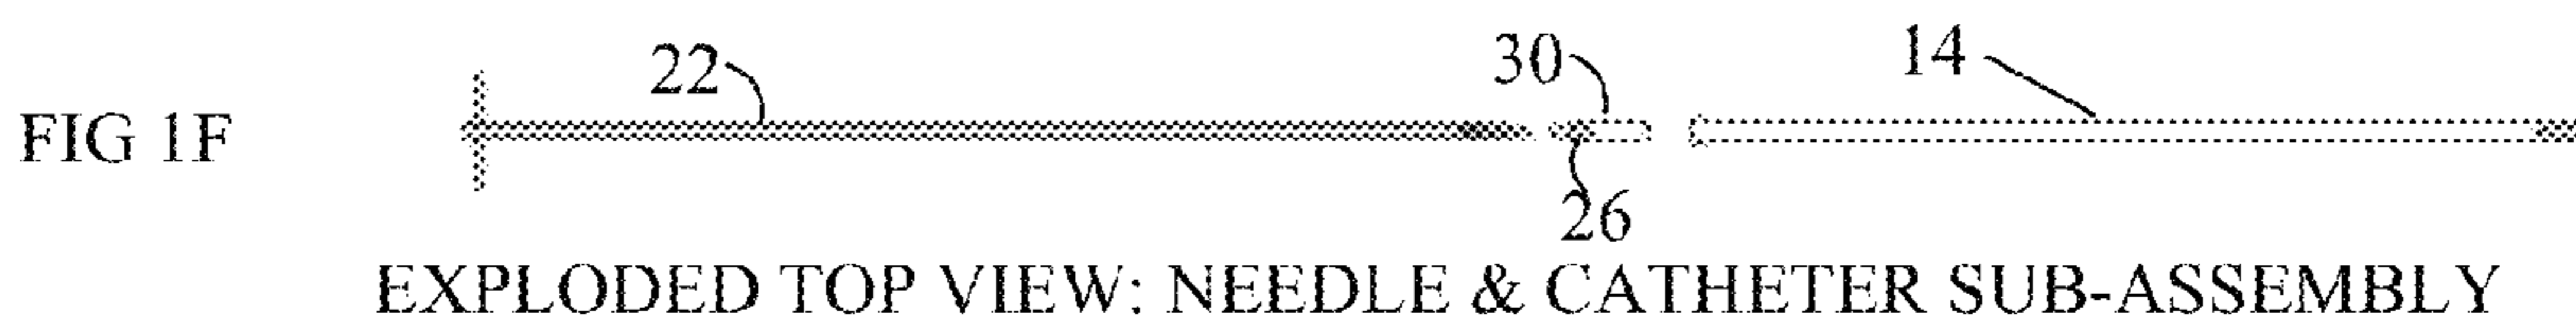 22
30
14
FIG 1F
26
EXPLODED TOP VIEW: NEEDLE & CATHETER SUB-ASSEMBLY